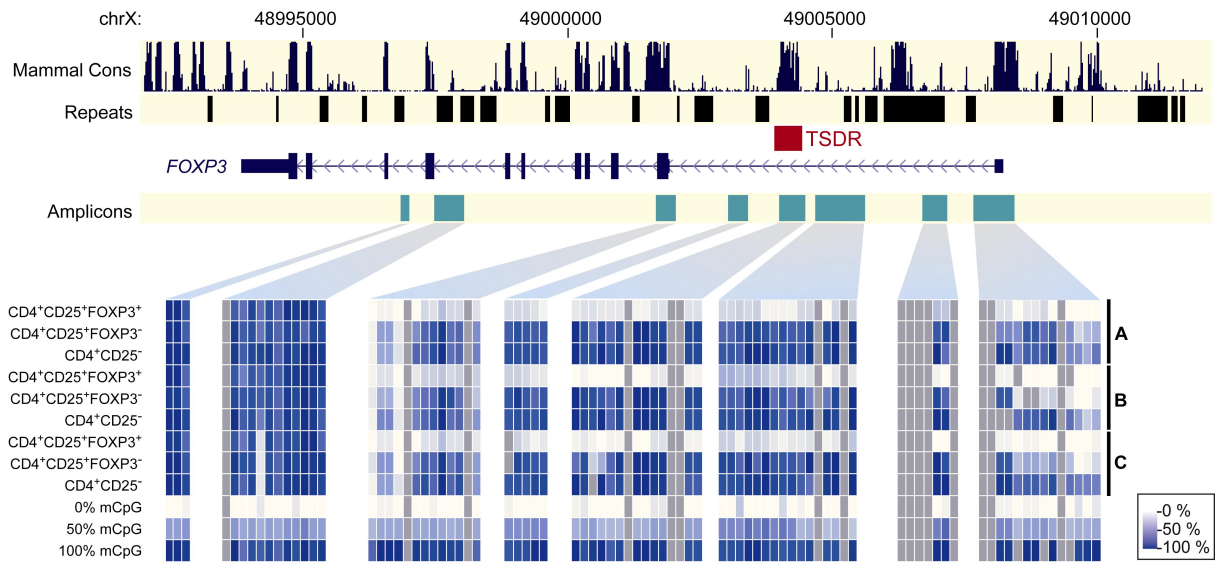 chrX: 48995000 49000000 49005000 49010000
Mammal Cons
Repeats
TSDR
FOXP3
Amplicons
CD4⁺CD25⁺FOXP3⁺
CD4⁺CD25⁺FOXP3⁻
A
CD4⁺CD25⁻
CD4⁺CD25⁺FOXP3⁺
CD4⁺CD25⁺FOXP3⁻
B
CD4⁺CD25⁻
CD4⁺CD25⁺FOXP3⁺
CD4⁺CD25⁺FOXP3⁻
C
CD4⁺CD25⁻
0% mCpG
50% mCpG
100% mCpG
-0 %
-50 %
-100 %